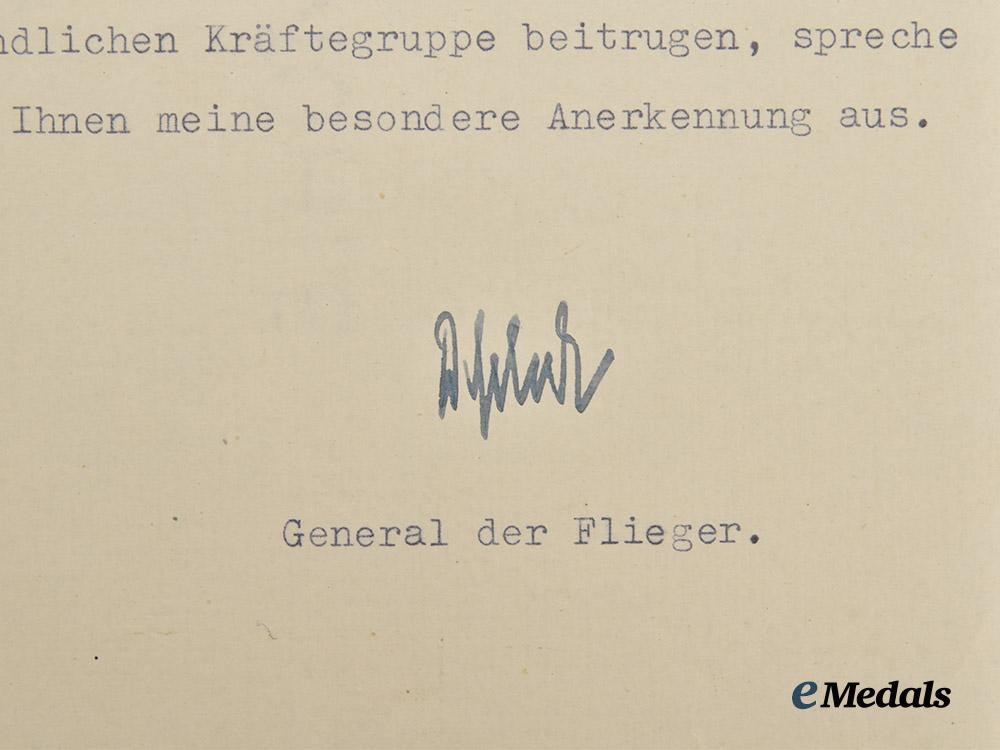 ndlichen Kräftegruppe beitrugen, spreche
Ihnen meine besondere Anerkennung aus.
General der Flieger.
eMedals